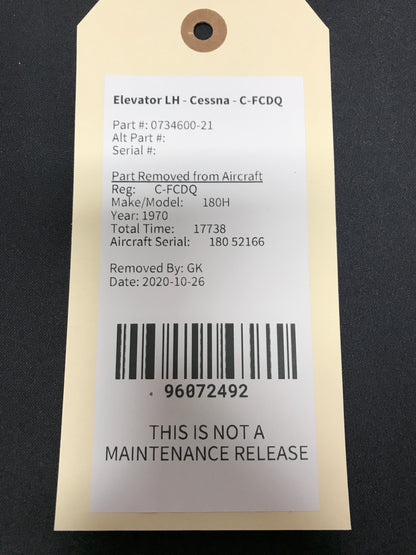 Elevator LH - Cessna - C-FCDQ
Part #: 0734600-21
Alt Part #:
Serial #:
Part Removed from Aircraft
Reg: C-FCDQ
Make/Model: 180H
Year: 1970
Total Time: 17738
Aircraft Serial: 180 52166
Removed By: GK
Date: 2020-10-26
96072492
THIS IS NOT A
MAINTENANCE RELEASE